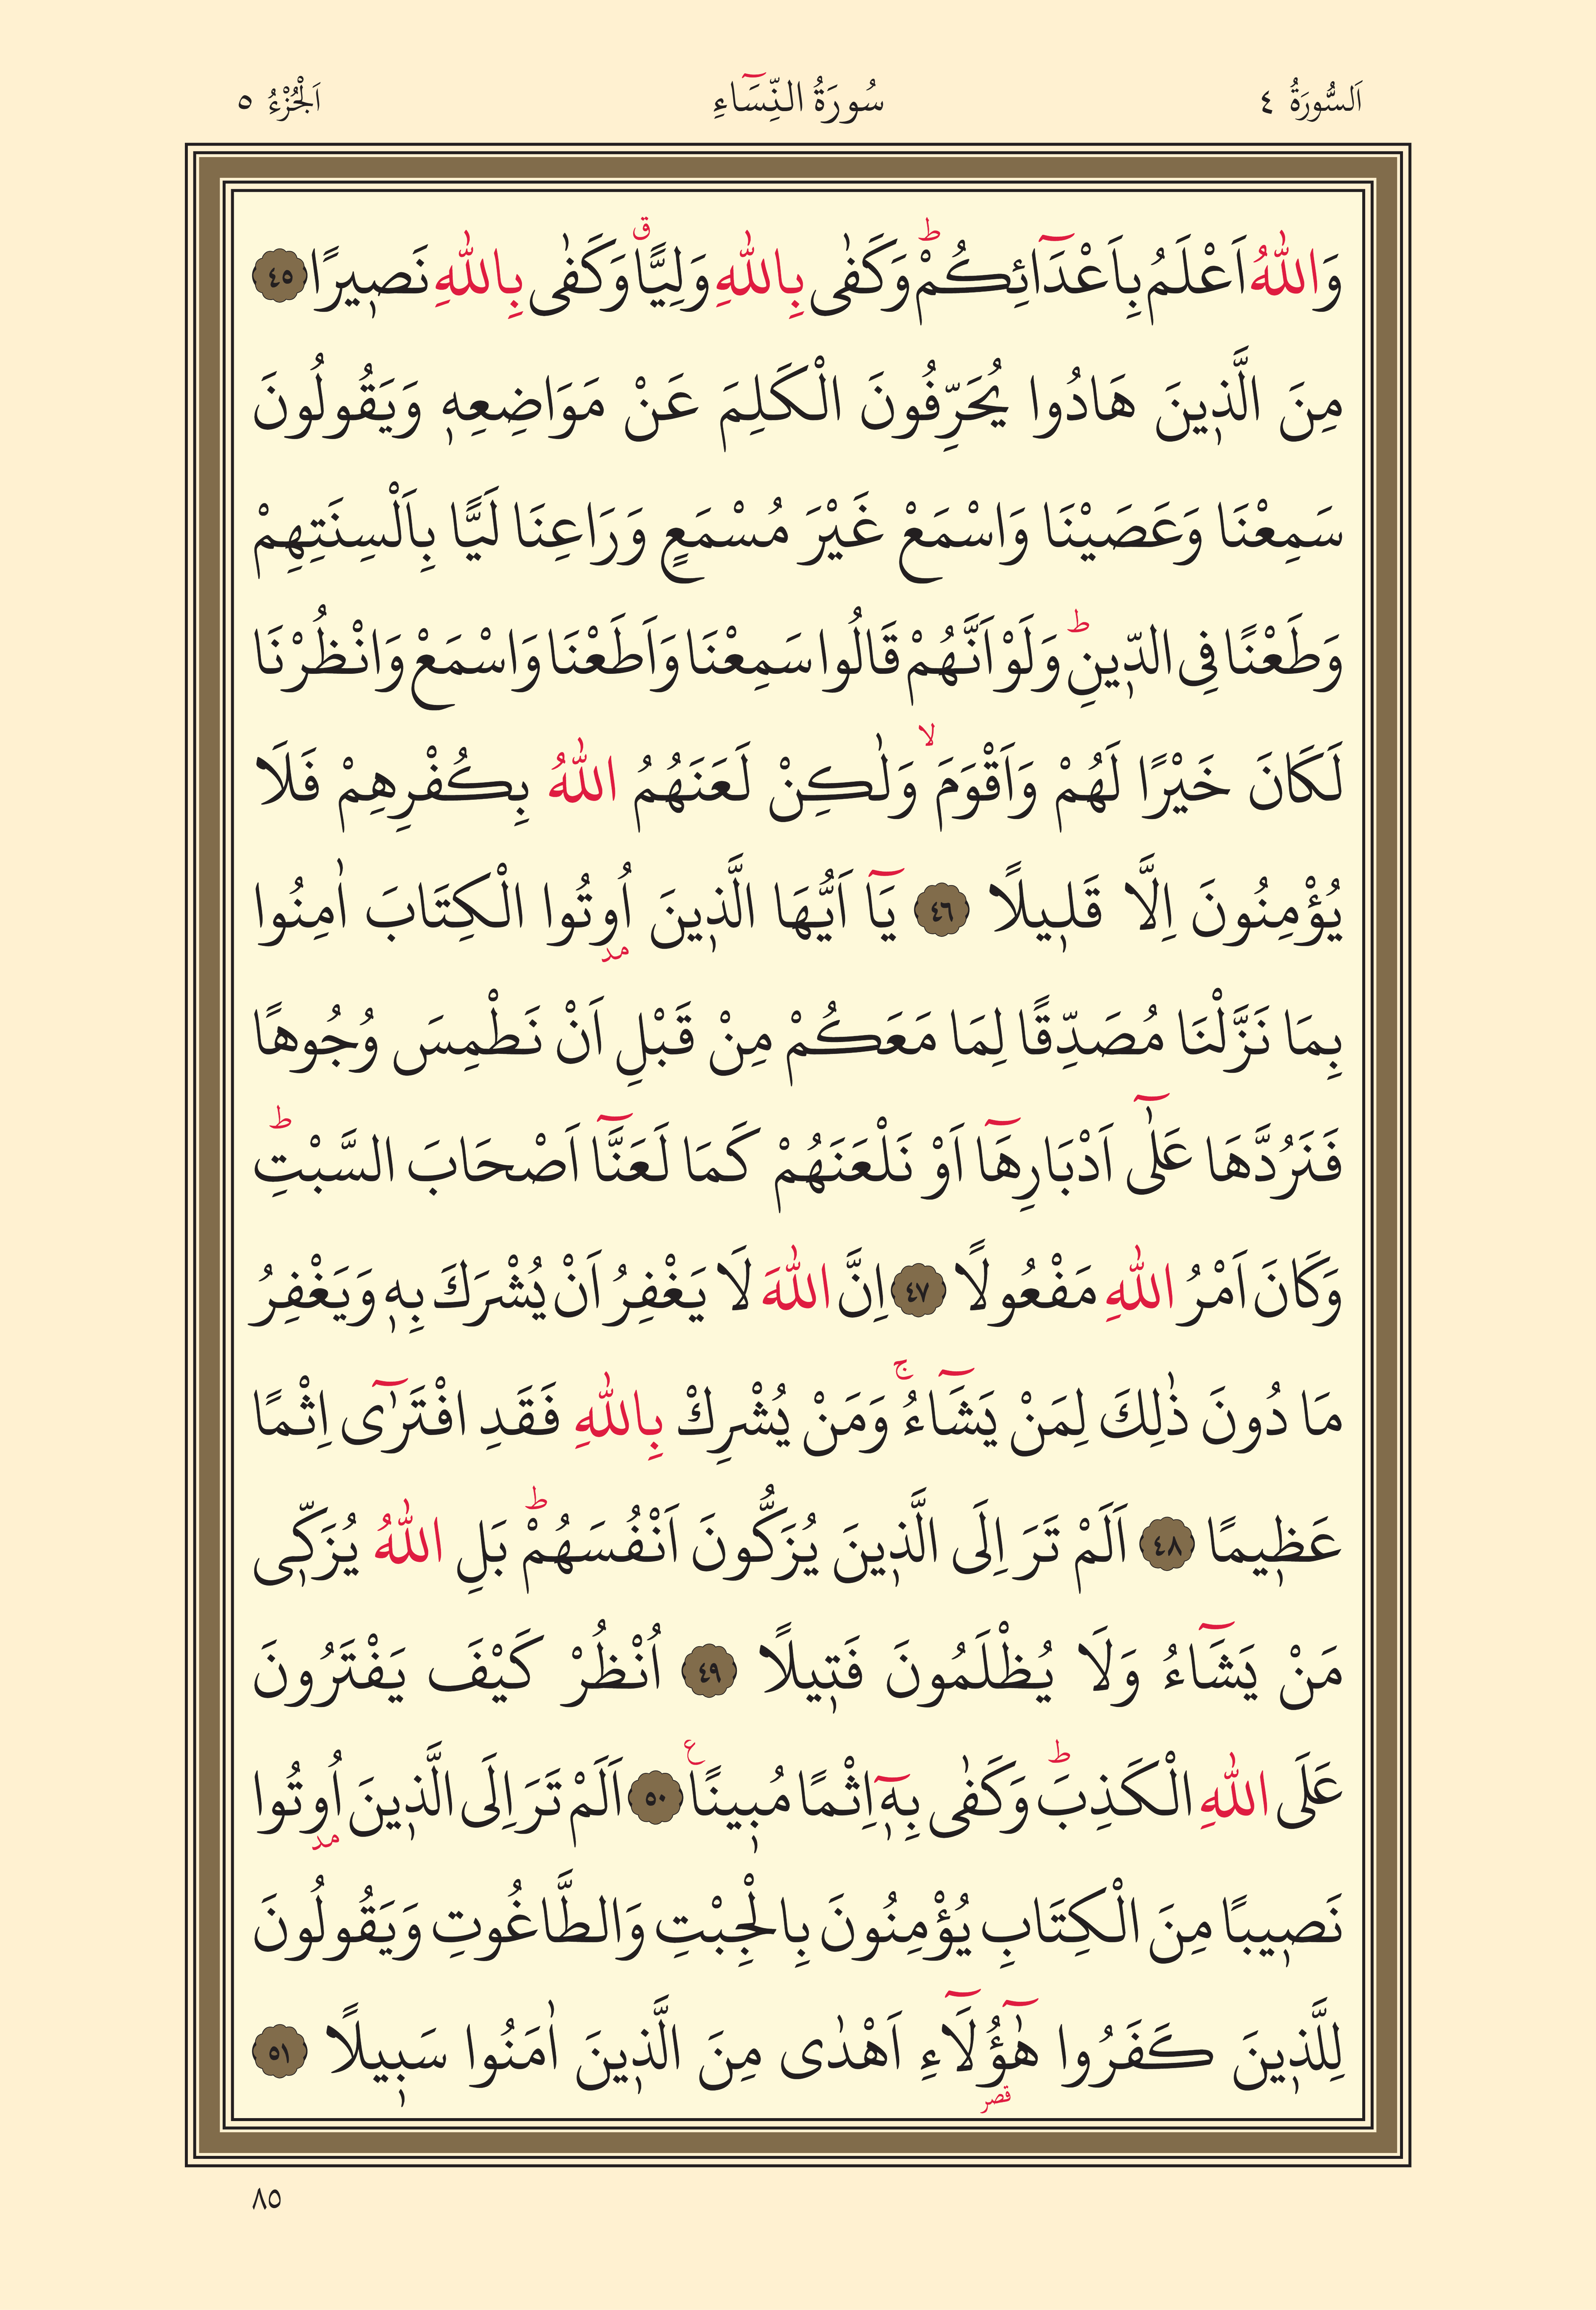 اَلسُّورَةُ ٤ سُورَةُ النِّسَٓاءِ اَلْجُزْءُ ٥
وَاللّٰهُ اَعْلَمُ بِاَعْدَٓائِكُمْۜ وَكَفٰى بِاللّٰهِ وَلِيًّاࣗ وَكَفٰى بِاللّٰهِ نَص۪يرًا ٤٥
مِنَ الَّذ۪ينَ هَادُوا يُحَرِّفُونَ الْكَلِمَ عَنْ مَوَاضِعِه۪ وَيَقُولُونَ
سَمِعْنَا وَعَصَيْنَا وَاسْمَعْ غَيْرَ مُسْمَعٍ وَرَاعِنَا لَيًّا بِاَلْسِنَتِهِمْ
وَطَعْنًا فِى الدّ۪ينِۜ وَلَوْ اَنَّهُمْ قَالُوا سَمِعْنَا وَاَطَعْنَا وَاسْمَعْ وَانْظُرْنَا
لَكَانَ خَيْرًا لَهُمْ وَاَقْوَمَۙ وَلٰكِنْ لَعَنَهُمُ اللّٰهُ بِكُفْرِهِمْ فَلَا
يُؤْمِنُونَ اِلَّا قَل۪يلًا ٤٦ يَٓا اَيُّهَا الَّذ۪ينَ اُو۫تُوا الْكِتَابَ اٰمِنُوا
بِمَا نَزَّلْنَا مُصَدِّقًا لِمَا مَعَكُمْ مِنْ قَبْلِ اَنْ نَطْمِسَ وُجُوهًا
فَنَرُدَّهَا عَلٰٓى اَدْبَارِهَٓا اَوْ نَلْعَنَهُمْ كَمَا لَعَنَّٓا اَصْحَابَ السَّبْتِۜ
وَكَانَ اَمْرُ اللّٰهِ مَفْعُولًا ٤٧ اِنَّ اللّٰهَ لَا يَغْفِرُ اَنْ يُشْرَكَ بِه۪ وَيَغْفِرُ
مَا دُونَ ذٰلِكَ لِمَنْ يَشَٓاءُۚ وَمَنْ يُشْرِكْ بِاللّٰهِ فَقَدِ افْتَرٰٓى اِثْمًا
عَظ۪يمًا ٤٨ اَلَمْ تَرَ اِلَى الَّذ۪ينَ يُزَكُّونَ اَنْفُسَهُمْۜ بَلِ اللّٰهُ يُزَكّ۪ى
مَنْ يَشَٓاءُ وَلَا يُظْلَمُونَ فَت۪يلًا ٤٩ اُنْظُرْ كَيْفَ يَفْتَرُونَ
عَلَى اللّٰهِ الْكَذِبَۜ وَكَفٰى بِه۪ٓ اِثْمًا مُب۪ينًاࣖ ٥٠ اَلَمْ تَرَ اِلَى الَّذ۪ينَ اُو۫تُوا
نَص۪يبًا مِنَ الْكِتَابِ يُؤْمِنُونَ بِالْجِبْتِ وَالطَّاغُوتِ وَيَقُولُونَ
لِلَّذ۪ينَ كَفَرُوا هٰٓؤُ۬لَٓاءِ اَهْدٰى مِنَ الَّذ۪ينَ اٰمَنُوا سَب۪يلًا ٥١
٨٥